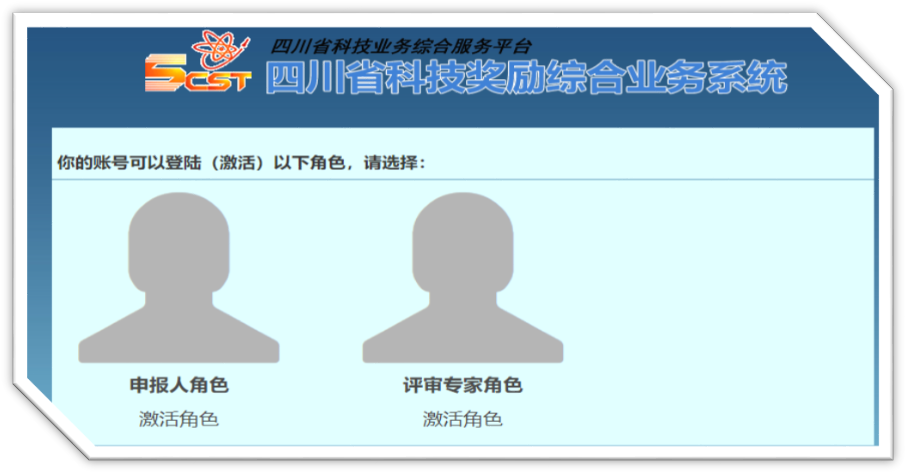 四川省科技业务综合服务平台
SCST
四川省科技奖励综合业务系统
你的账号可以登陆（激活）以下角色，请选择：
申报人角色
评审专家角色
激活角色
激活角色